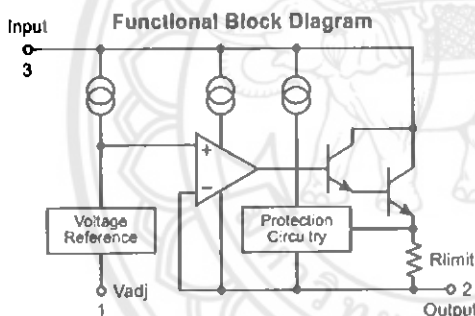 Functional Block Diagram
Input
3
+
−
Voltage
Reference
Protection
Circuitry
Rlimit
Vadj
1
2
Output